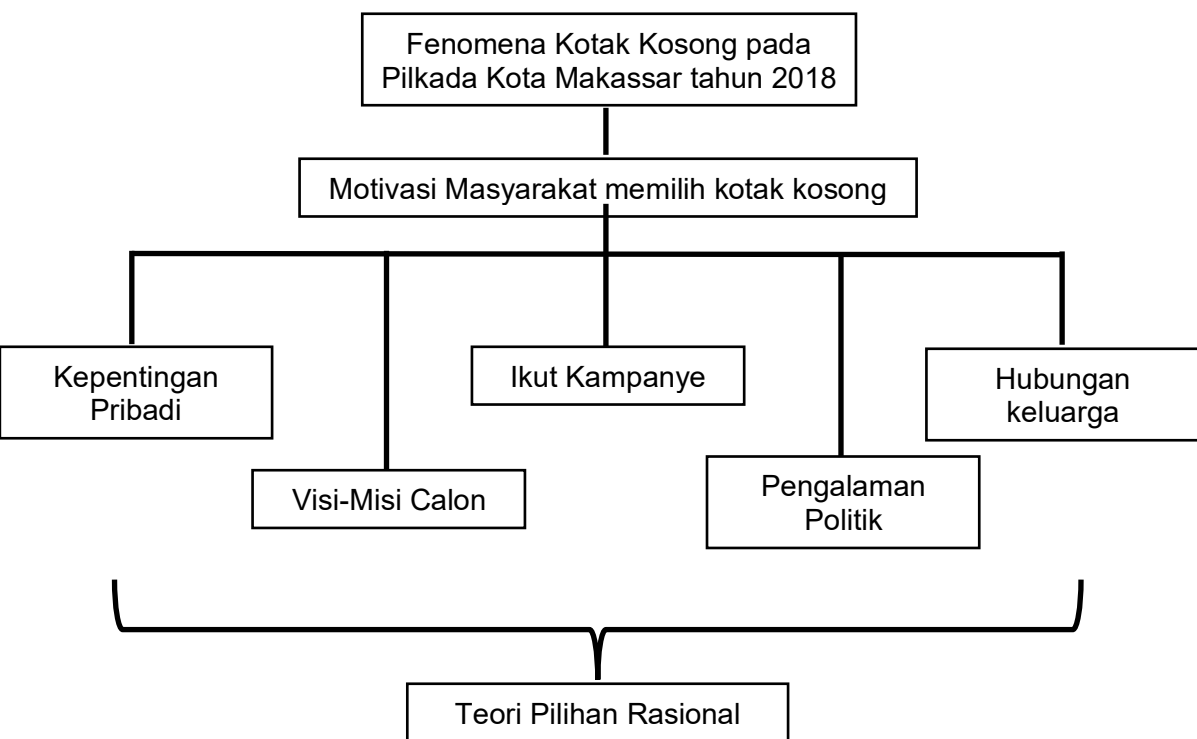 Fenomena Kotak Kosong pada
Pilkada Kota Makassar tahun 2018
Motivasi Masyarakat memilih kotak kosong
Kepentingan
Pribadi
Ikut Kampanye
Hubungan
keluarga
Visi-Misi Calon
Pengalaman
Politik
Teori Pilihan Rasional